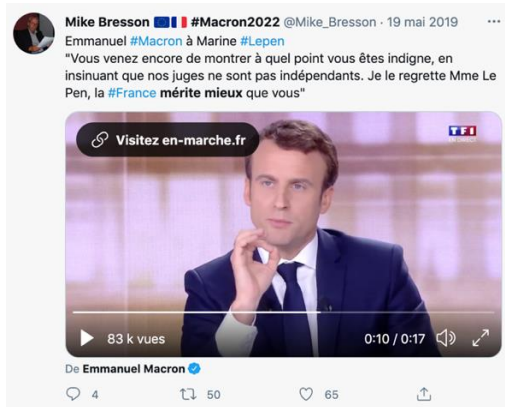 Mike Bresson 🇪🇺🇫🇷 #Macron2022 @Mike_Bresson · 19 mai 2019 ···
Emmanuel #Macron à Marine #Lepen
"Vous venez encore de montrer à quel point vous êtes indigne, en
insinuant que nos juges ne sont pas indépendants. Je le regrette Mme Le
Pen, la #France mérite mieux que vous"
Visitez en-marche.fr
TF1
83 k vues
0:10 / 0:17
De Emmanuel Macron
4 50 65